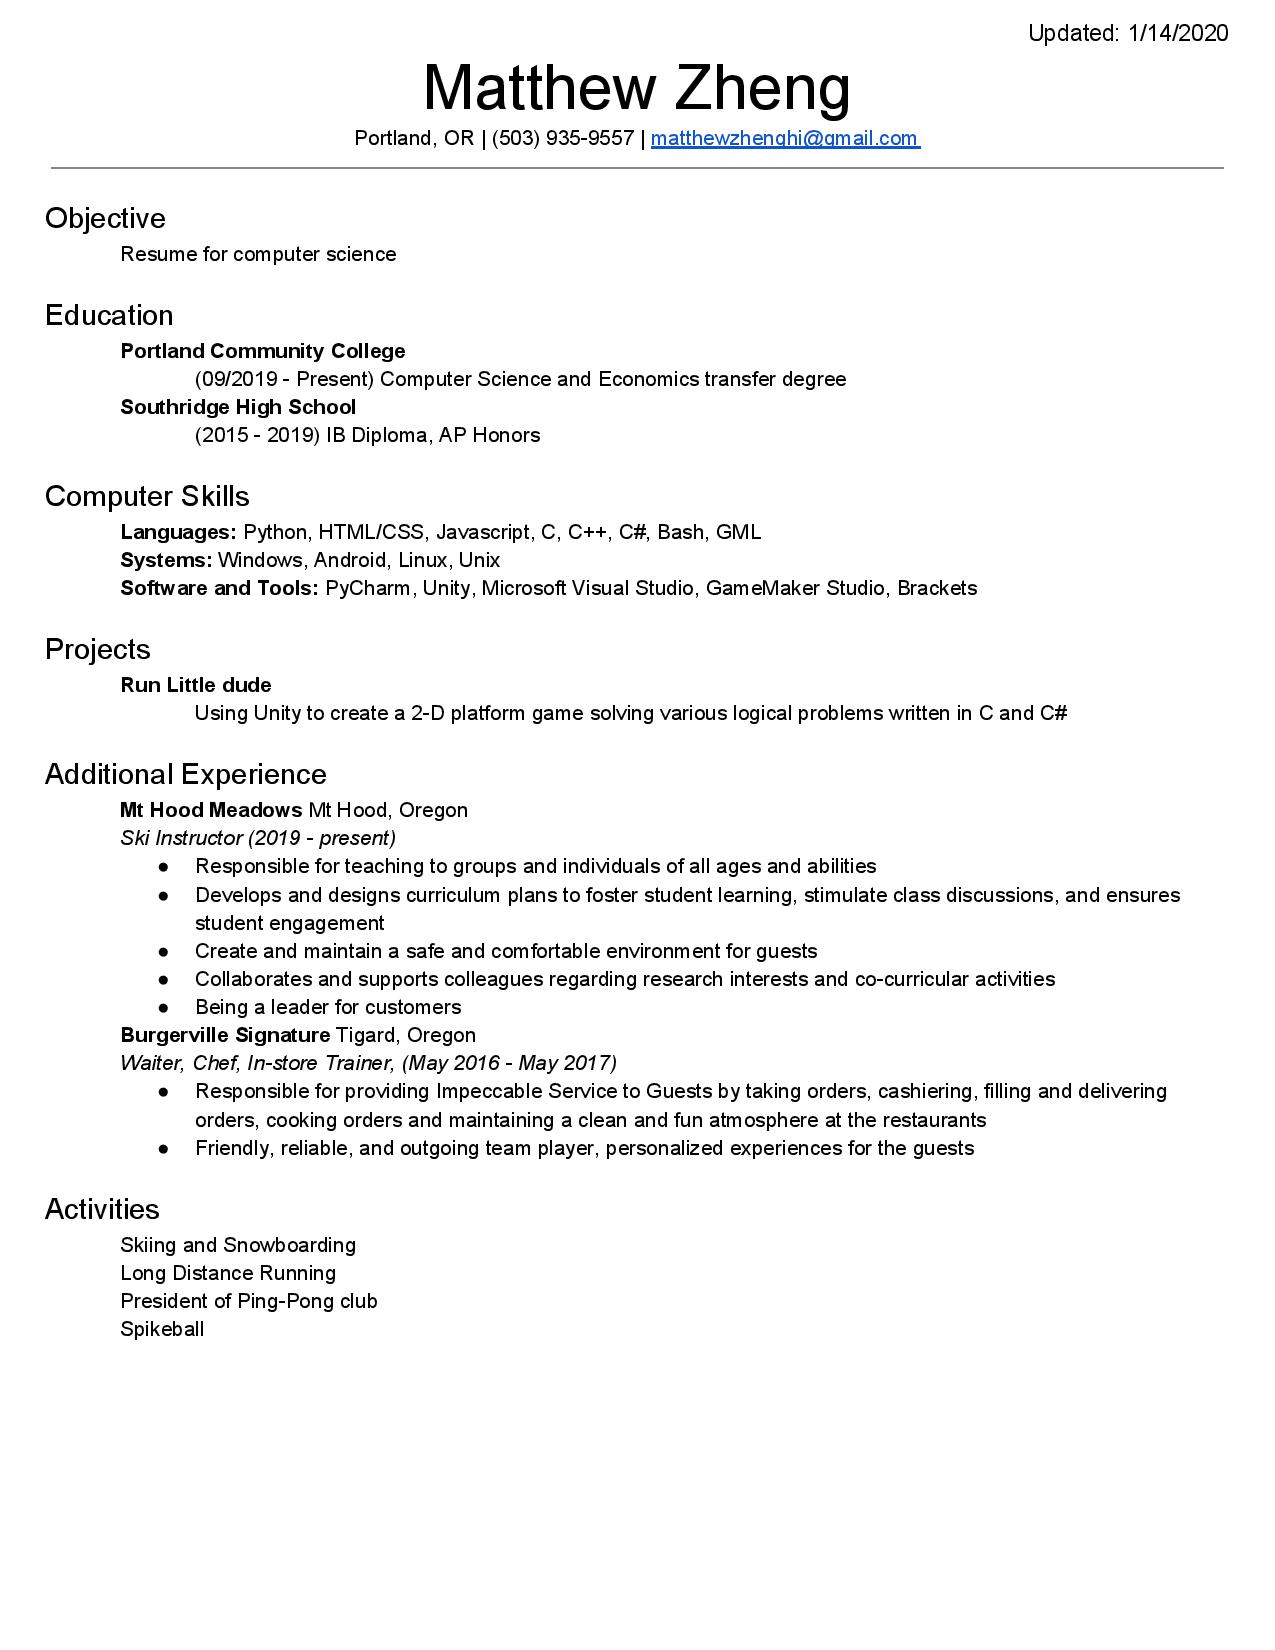 Updated: 1/14/2020
Matthew Zheng
Portland, OR | (503) 935-9557 | matthewzhenghi@gmail.com
Objective
Resume for computer science
Education
Portland Community College
(09/2019 - Present) Computer Science and Economics transfer degree
Southridge High School
(2015 - 2019) IB Diploma, AP Honors
Computer Skills
Languages: Python, HTML/CSS, Javascript, C, C++, C#, Bash, GML
Systems: Windows, Android, Linux, Unix
Software and Tools: PyCharm, Unity, Microsoft Visual Studio, GameMaker Studio, Brackets
Projects
Run Little dude
Using Unity to create a 2-D platform game solving various logical problems written in C and C#
Additional Experience
Mt Hood Meadows Mt Hood, Oregon
Ski Instructor (2019 - present)
● Responsible for teaching to groups and individuals of all ages and abilities
● Develops and designs curriculum plans to foster student learning, stimulate class discussions, and ensures
student engagement
● Create and maintain a safe and comfortable environment for guests
● Collaborates and supports colleagues regarding research interests and co-curricular activities
● Being a leader for customers
Burgerville Signature Tigard, Oregon
Waiter, Chef, In-store Trainer, (May 2016 - May 2017)
● Responsible for providing Impeccable Service to Guests by taking orders, cashiering, filling and delivering
orders, cooking orders and maintaining a clean and fun atmosphere at the restaurants
● Friendly, reliable, and outgoing team player, personalized experiences for the guests
Activities
Skiing and Snowboarding
Long Distance Running
President of Ping-Pong club
Spikeball